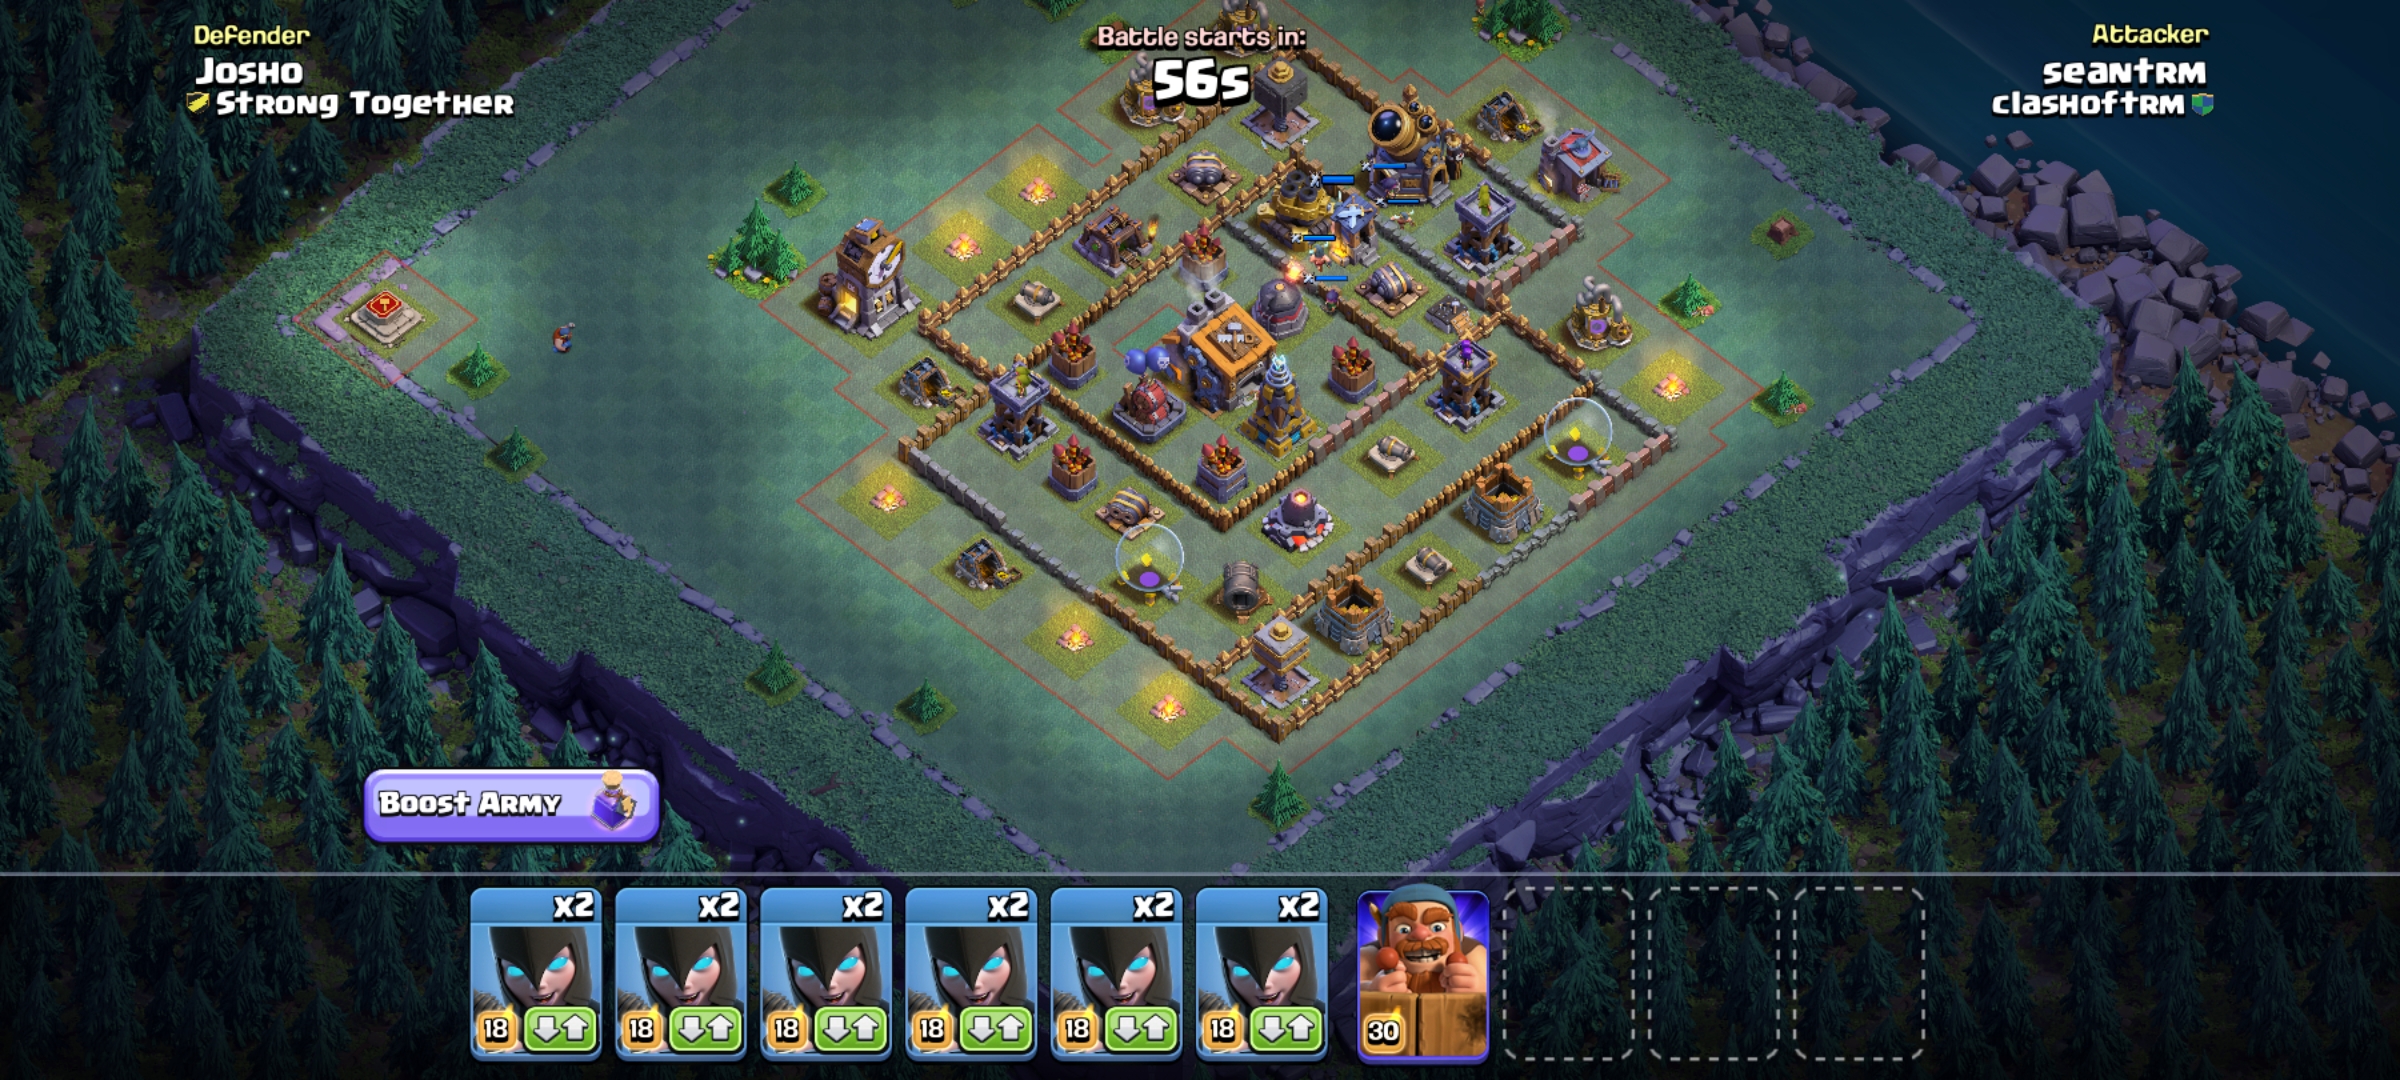 Defender
Josho
Strong Together
Battle starts in:
56s
Attacker
seantRM
clashoftRM
Boost Army
x2
x2
x2
x2
x2
x2
18
18
18
18
18
18
30